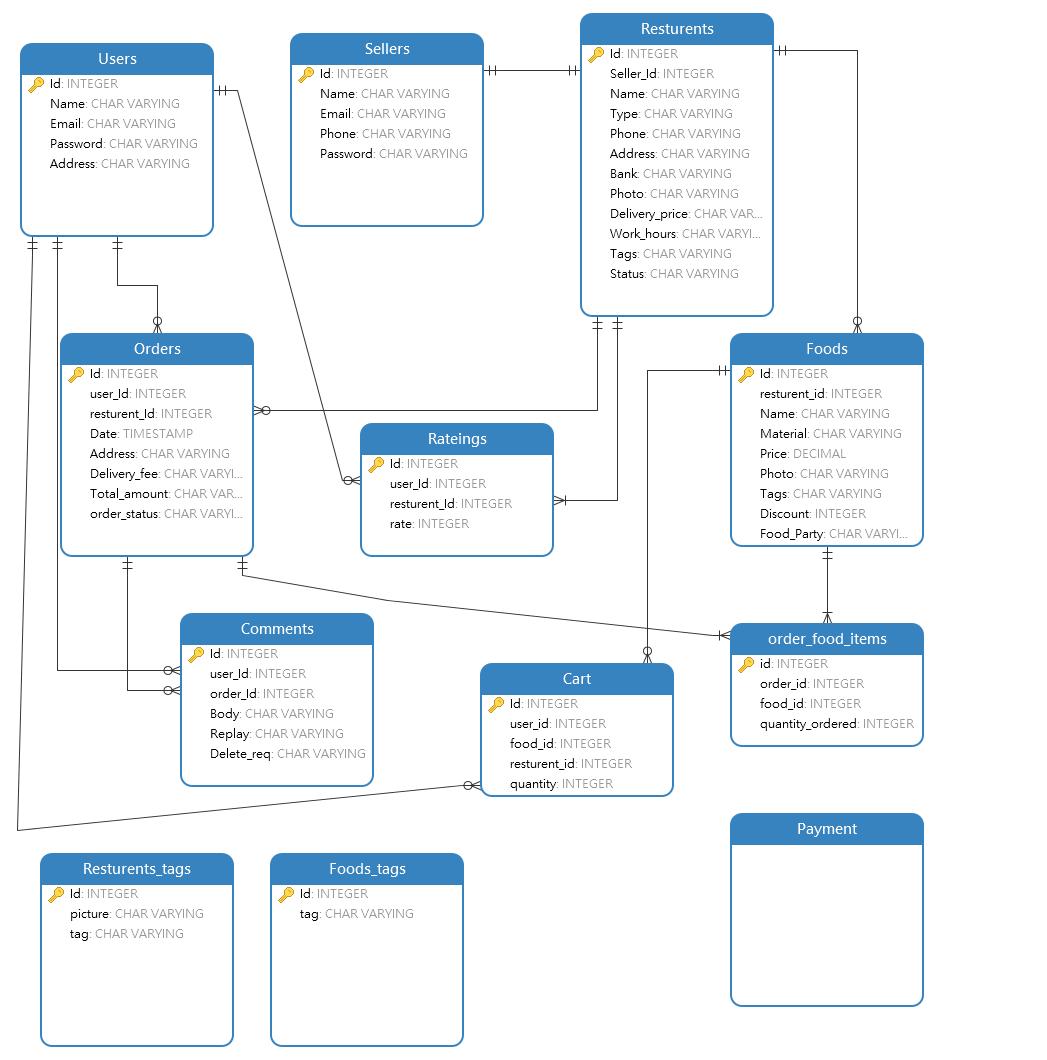 Users
Id: INTEGER
Name: CHAR VARYING
Email: CHAR VARYING
Password: CHAR VARYING
Address: CHAR VARYING
Sellers
Id: INTEGER
Name: CHAR VARYING
Email: CHAR VARYING
Phone: CHAR VARYING
Password: CHAR VARYING
Resturents
Id: INTEGER
Seller_Id: INTEGER
Name: CHAR VARYING
Type: CHAR VARYING
Phone: CHAR VARYING
Address: CHAR VARYING
Bank: CHAR VARYING
Photo: CHAR VARYING
Delivery_price: CHAR VAR...
Work_hours: CHAR VARYI...
Tags: CHAR VARYING
Status: CHAR VARYING
Orders
Id: INTEGER
user_Id: INTEGER
resturent_Id: INTEGER
Date: TIMESTAMP
Address: CHAR VARYING
Delivery_fee: CHAR VARYI...
Total_amount: CHAR VAR...
order_status: CHAR VARYI...
Rateings
Id: INTEGER
user_Id: INTEGER
resturent_Id: INTEGER
rate: INTEGER
Foods
Id: INTEGER
resturent_id: INTEGER
Name: CHAR VARYING
Material: CHAR VARYING
Price: DECIMAL
Photo: CHAR VARYING
Tags: CHAR VARYING
Discount: INTEGER
Food_Party: CHAR VARYI...
Comments
Id: INTEGER
user_Id: INTEGER
order_Id: INTEGER
Body: CHAR VARYING
Replay: CHAR VARYING
Delete_req: CHAR VARYING
Cart
Id: INTEGER
user_id: INTEGER
food_id: INTEGER
resturent_id: INTEGER
quantity: INTEGER
order_food_items
id: INTEGER
order_id: INTEGER
food_id: INTEGER
quantity_ordered: INTEGER
Payment
Resturents_tags
Id: INTEGER
picture: CHAR VARYING
tag: CHAR VARYING
Foods_tags
Id: INTEGER
tag: CHAR VARYING